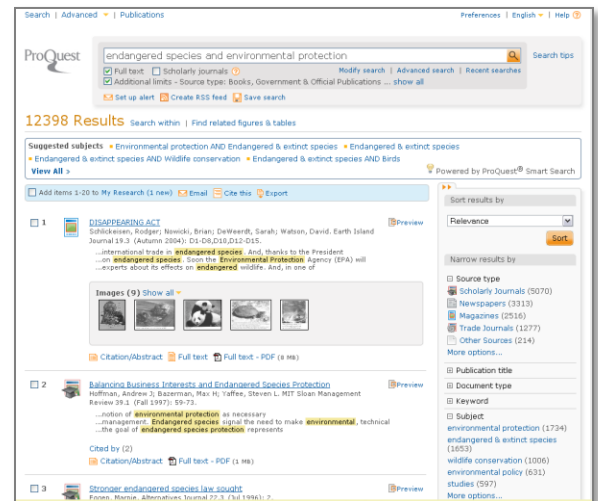 Search | Advanced | Publications
Preferences | English | Help ?
ProQuest
endangered species and environmental protection
Search tips
Full text Scholarly journals ? Modify search | Advanced search | Recent searches
Additional limits - Source type: Books, Government & Official Publications ... show all
Set up alert Create RSS feed Save search
12398 Results Search within | Find related figures & tables
Suggested subjects Environmental protection AND Endangered & extinct species Endangered & extinct species
Endangered & extinct species AND Wildlife conservation Endangered & extinct species AND Birds
View All > Powered by ProQuest® Smart Search
Add items 1-20 to My Research (1 new) Email Cite this Export
1 DISAPPEARING ACT Preview
Schlickeisen, Rodger; Nowicki, Brian; DeWeerdt, Sarah; Watson, David. Earth Island
Journal 19.3 (Autumn 2004): D1-D8,D10,D12-D15.
...international trade in endangered species. And, thanks to the President
...on endangered species. Soon the Environmental Protection Agency (EPA) will
...experts about its effects on endangered wildlife. And, in one of
Images (9) Show all
Citation/Abstract Full text Full text - PDF (8 MB)
2 Balancing Business Interests and Endangered Species Protection Preview
Hoffman, Andrew J; Bazerman, Max H; Yaffee, Steven L. MIT Sloan Management
Review 39.1 (Fall 1997): 59-73.
...notion of environmental protection as necessary
...management. Endangered species signal the need to make environmental, technical
...the goal of endangered species protection represents
Cited by (2)
Citation/Abstract Full text - PDF (1 MB)
3 Stronger endangered species law sought Preview
Fogen, Margie. Alternatives Journal 22.3 (Jul 1996): 2.
Sort results by
Relevance
Sort
Narrow results by
Source type
Scholarly Journals (5070)
Newspapers (3313)
Magazines (2516)
Trade Journals (1277)
Other Sources (214)
More options...
Publication title
Document type
Keyword
Subject
environmental protection (1734)
endangered & extinct species
(1653)
wildlife conservation (1006)
environmental policy (631)
studies (597)
More options...